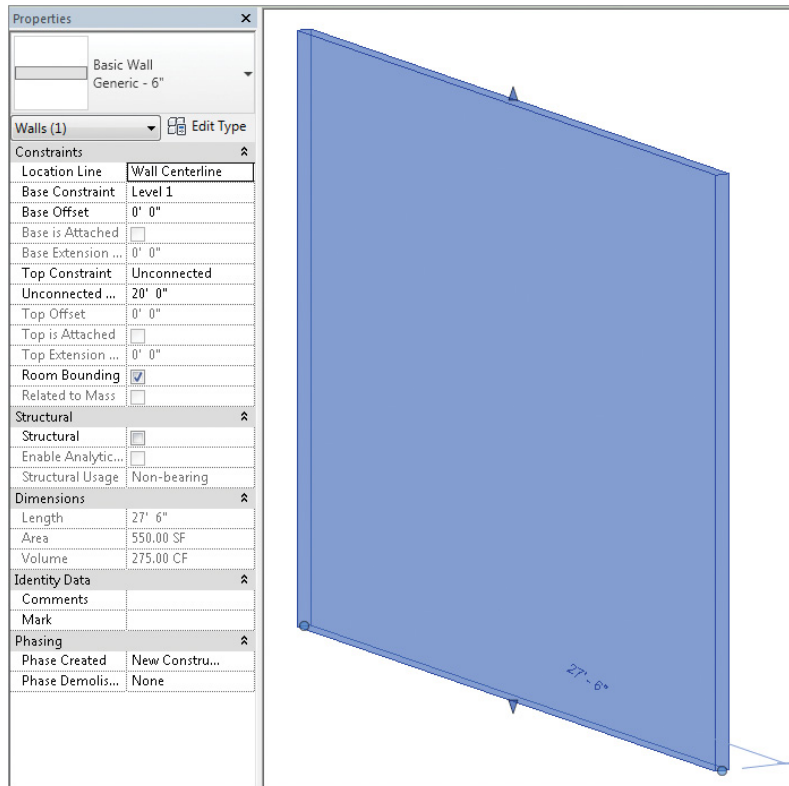 Properties
Basic Wall
Generic - 6"
Walls (1) Edit Type
Constraints
Location Line Wall Centerline
Base Constraint Level 1
Base Offset 0' 0"
Base is Attached
Base Extension ... 0' 0"
Top Constraint Unconnected
Unconnected ... 20' 0"
Top Offset 0' 0"
Top is Attached
Top Extension ... 0' 0"
Room Bounding
Related to Mass
Structural
Structural
Enable Analytic...
Structural Usage Non-bearing
Dimensions
Length 27' 6"
Area 550.00 SF
Volume 275.00 CF
Identity Data
Comments
Mark
Phasing
Phase Created New Constru...
Phase Demolis... None
27' - 6"